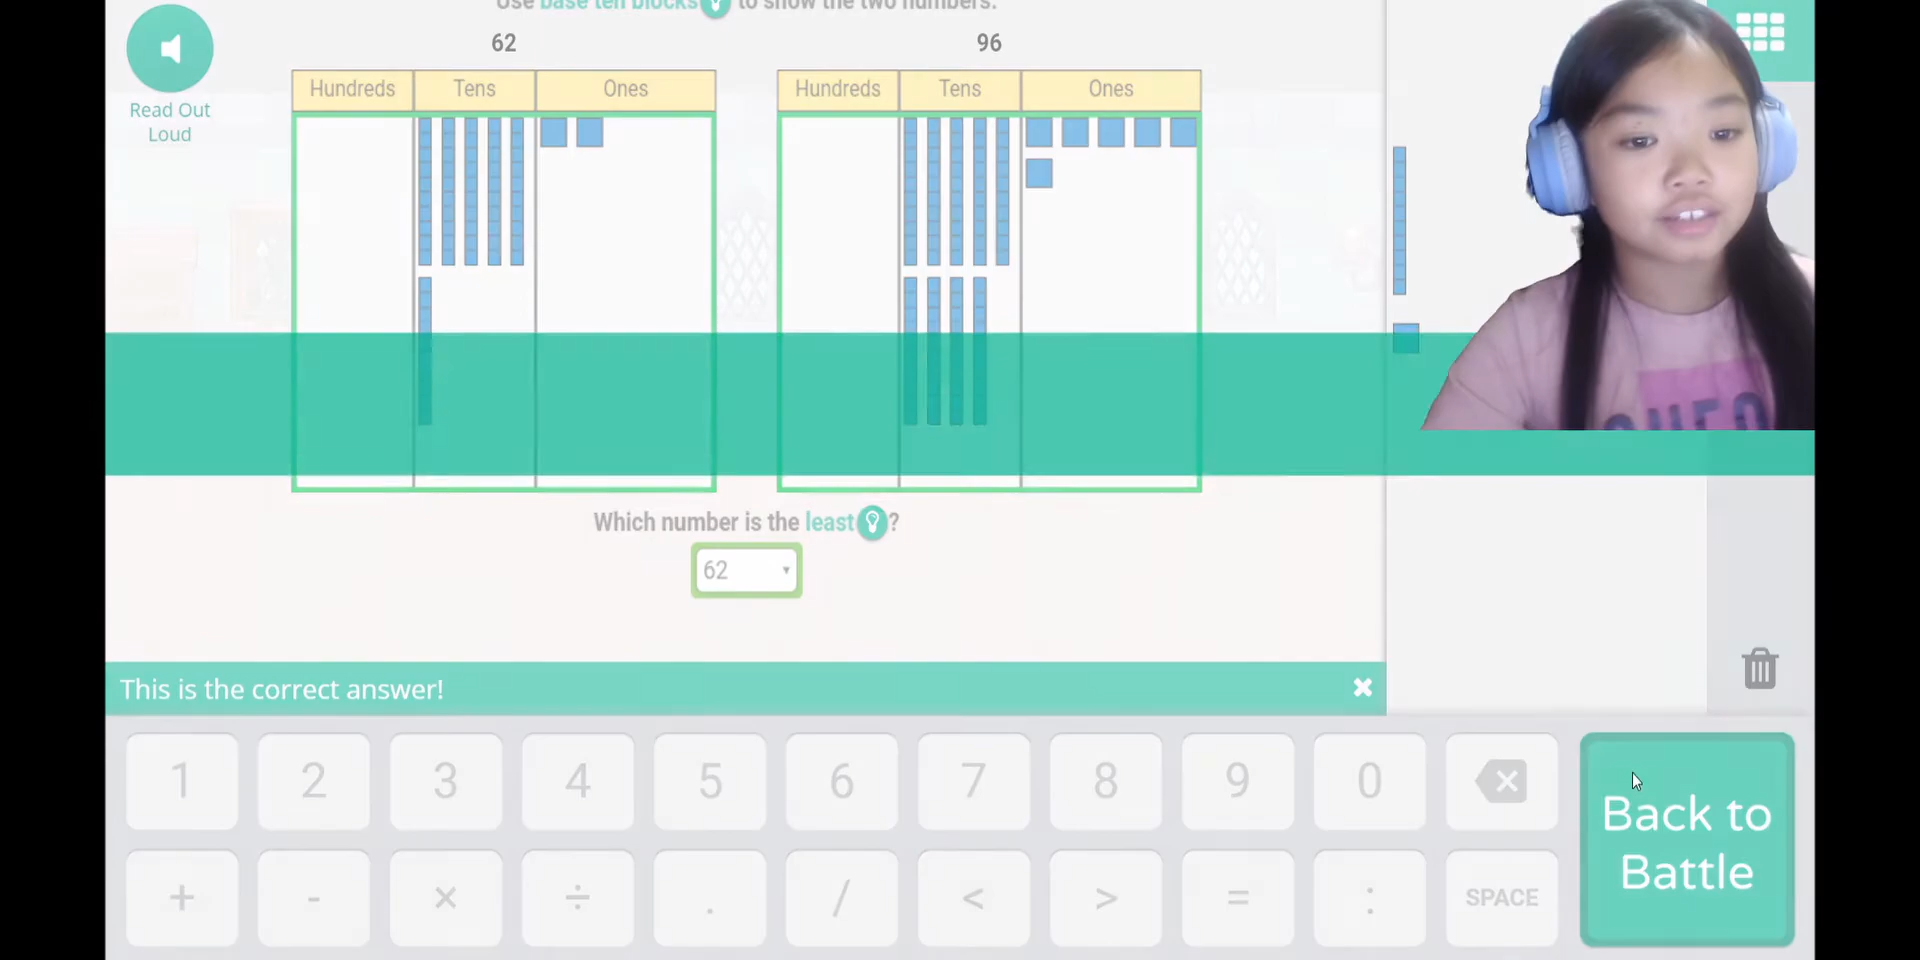 Use base ten blocks to show the two numbers.
62
96
Hundreds Tens Ones
Hundreds Tens Ones
Read Out
Loud
Which number is the least ?
62
This is the correct answer!
1 2 3 4 5 6 7 8 9 0
+ - × ÷ . / < > = : SPACE
Back to
Battle